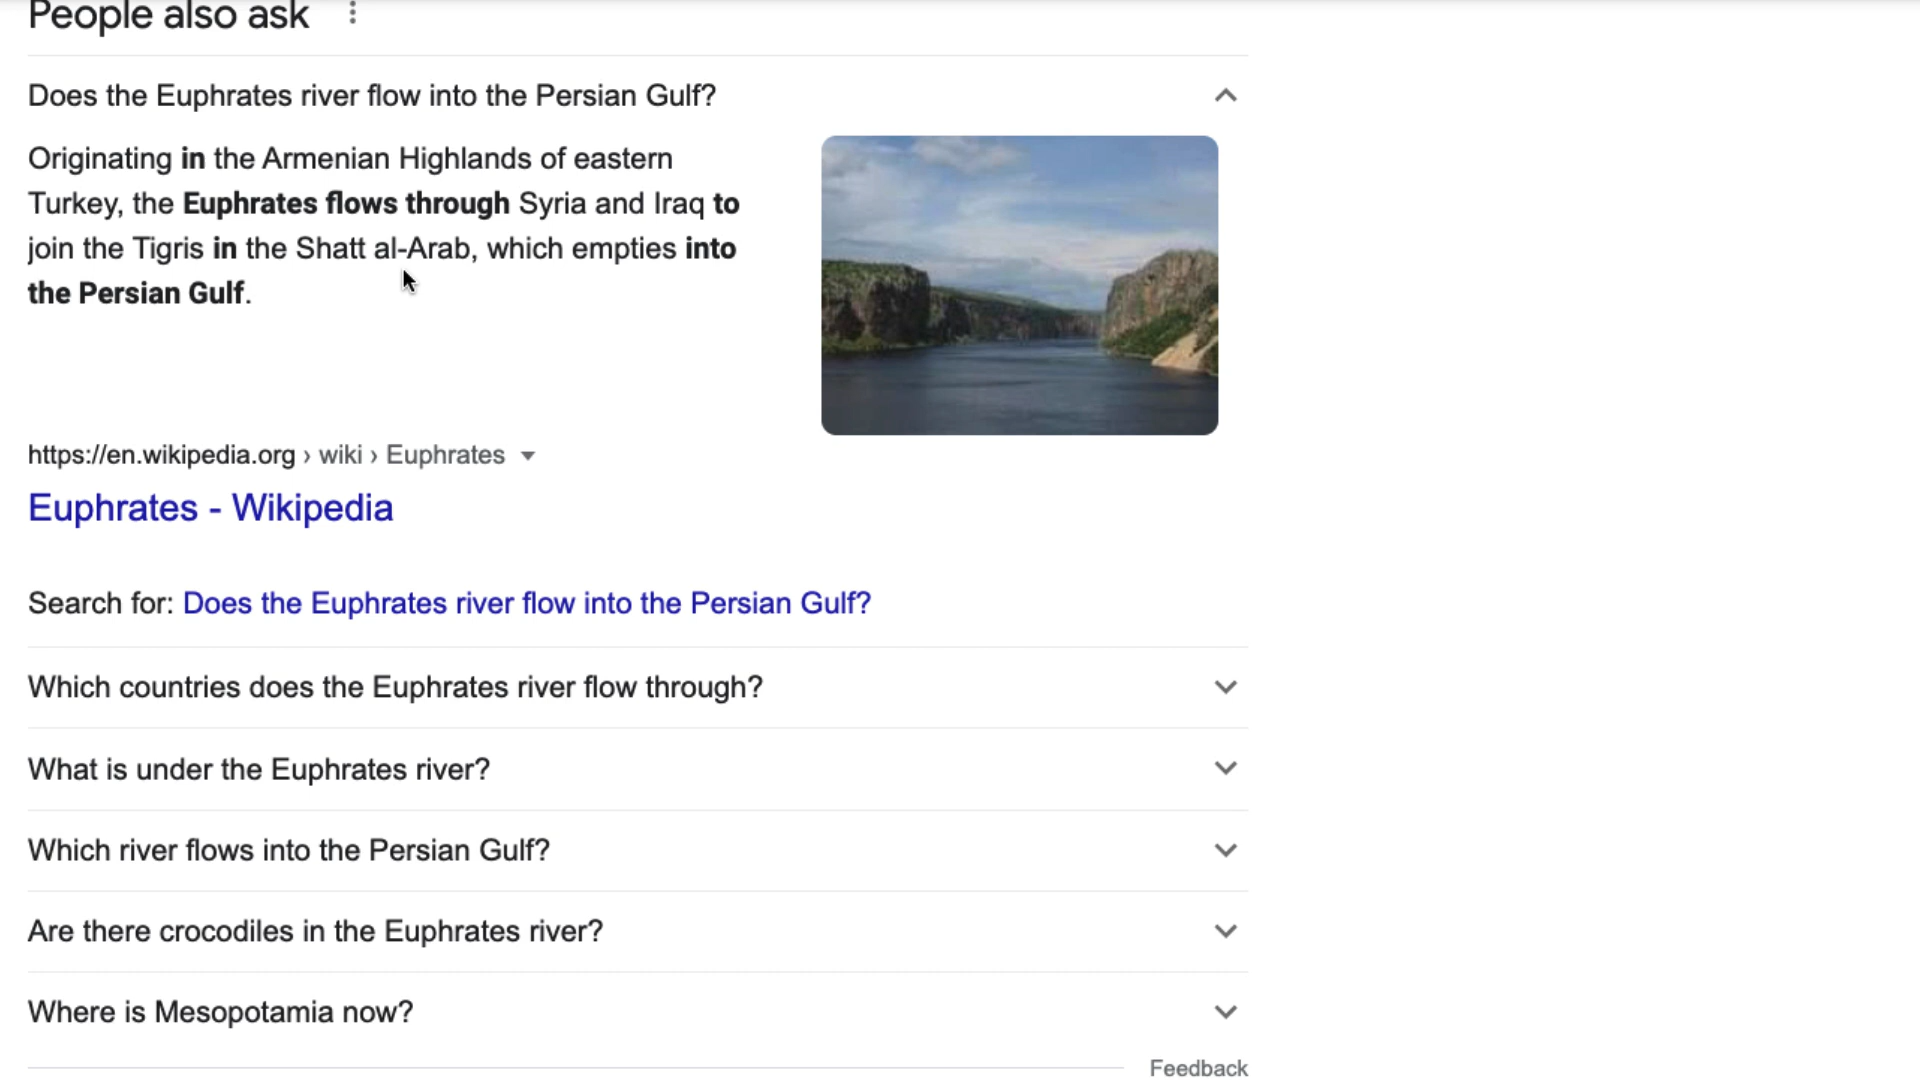 People also ask
Does the Euphrates river flow into the Persian Gulf?
Originating in the Armenian Highlands of eastern
Turkey, the Euphrates flows through Syria and Iraq to
join the Tigris in the Shatt al-Arab, which empties into
the Persian Gulf.
https://en.wikipedia.org › wiki › Euphrates
Euphrates - Wikipedia
Search for: Does the Euphrates river flow into the Persian Gulf?
Which countries does the Euphrates river flow through?
What is under the Euphrates river?
Which river flows into the Persian Gulf?
Are there crocodiles in the Euphrates river?
Where is Mesopotamia now?
Feedback